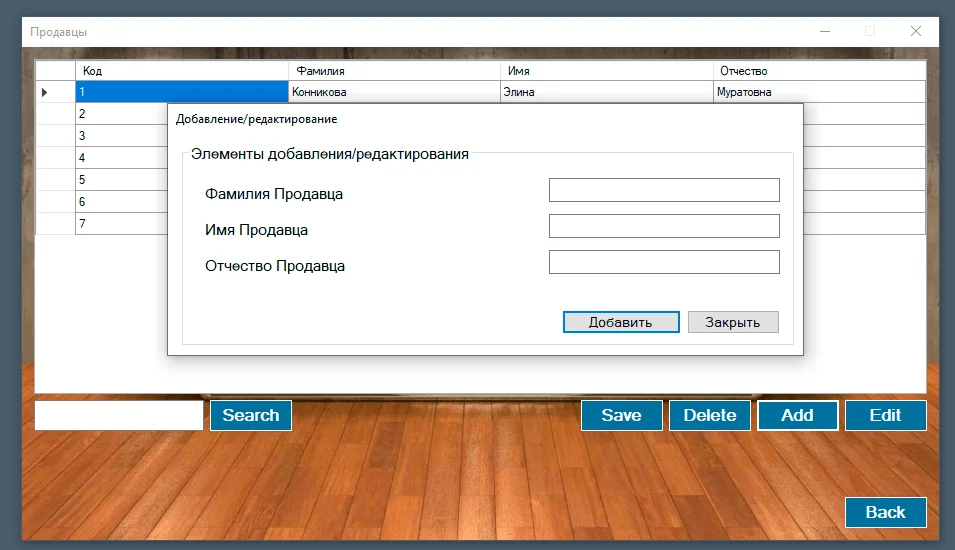 Продавцы
Код Фамилия Имя Отчество
1 Конникова Элина Муратовна
2
Добавление/редактирование
3
Элементы добавления/редактирования
4
5
Фамилия Продавца
6
7
Имя Продавца
Отчество Продавца
Добавить Закрыть
Search Save Delete Add Edit
Back